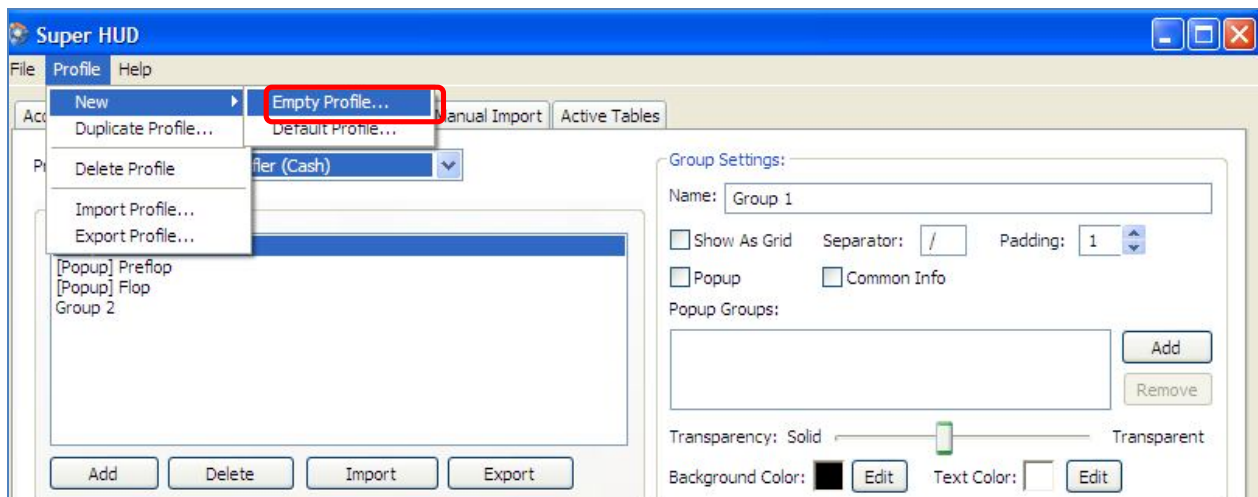 Super HUD
File Profile Help
New
Empty Profile...
Duplicate Profile...
Default Profile...
Manual Import
Active Tables
Delete Profile
(Cash)
Import Profile...
Export Profile...
[Popup] Preflop
[Popup] Flop
Group 2
Add Delete Import Export
Group Settings:
Name: Group 1
Show As Grid Separator: / Padding: 1
Popup Common Info
Popup Groups:
Add
Remove
Transparency: Solid Transparent
Background Color: Edit Text Color: Edit